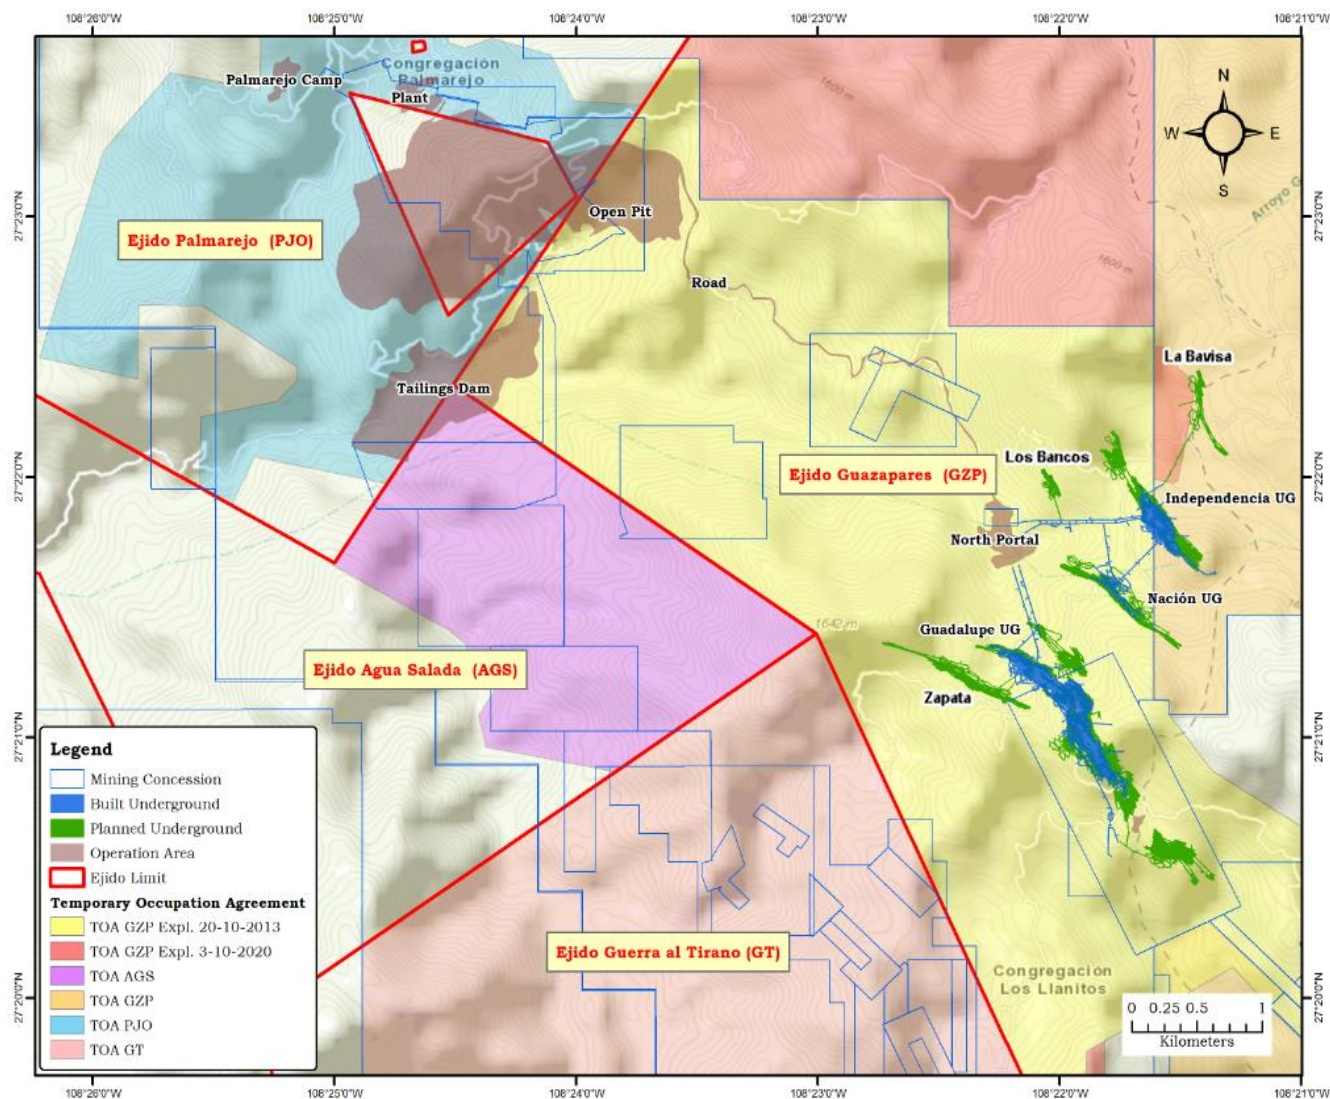 108°26'0"W 108°25'0"W 108°24'0"W 108°23'0"W 108°22'0"W 108°21'0"W
Congregación
Palmarejo
Palmarejo Camp
Plant
1600 m
N
W E
S
Arroyo G
27°23'0"N 27°23'0"N
Open Pit
Ejido Palmarejo (PJO)
1600 m
Road
La Bavisa
Tailings Dam
Los Bancos
27°22'0"N 27°22'0"N
Ejido Guazapares (GZP)
Independencia UG
North Portal
Nación UG
1642 m
Guadalupe UG
Ejido Agua Salada (AGS)
Zapata
27°21'0"N 27°21'0"N
Legend
Mining Concession
Built Underground
Planned Underground
Operation Area
Ejido Limit
Temporary Occupation Agreement
TOA GZP Expl. 20-10-2013
TOA GZP Expl. 3-10-2020
TOA AGS
TOA GZP
TOA PJO
TOA GT
Ejido Guerra al Tirano (GT)
Congregación
Los Llanitos
27°20'0"N 27°20'0"N
0 0.25 0.5 1
Kilometers
108°26'0"W 108°25'0"W 108°24'0"W 108°23'0"W 108°22'0"W 108°21'0"W